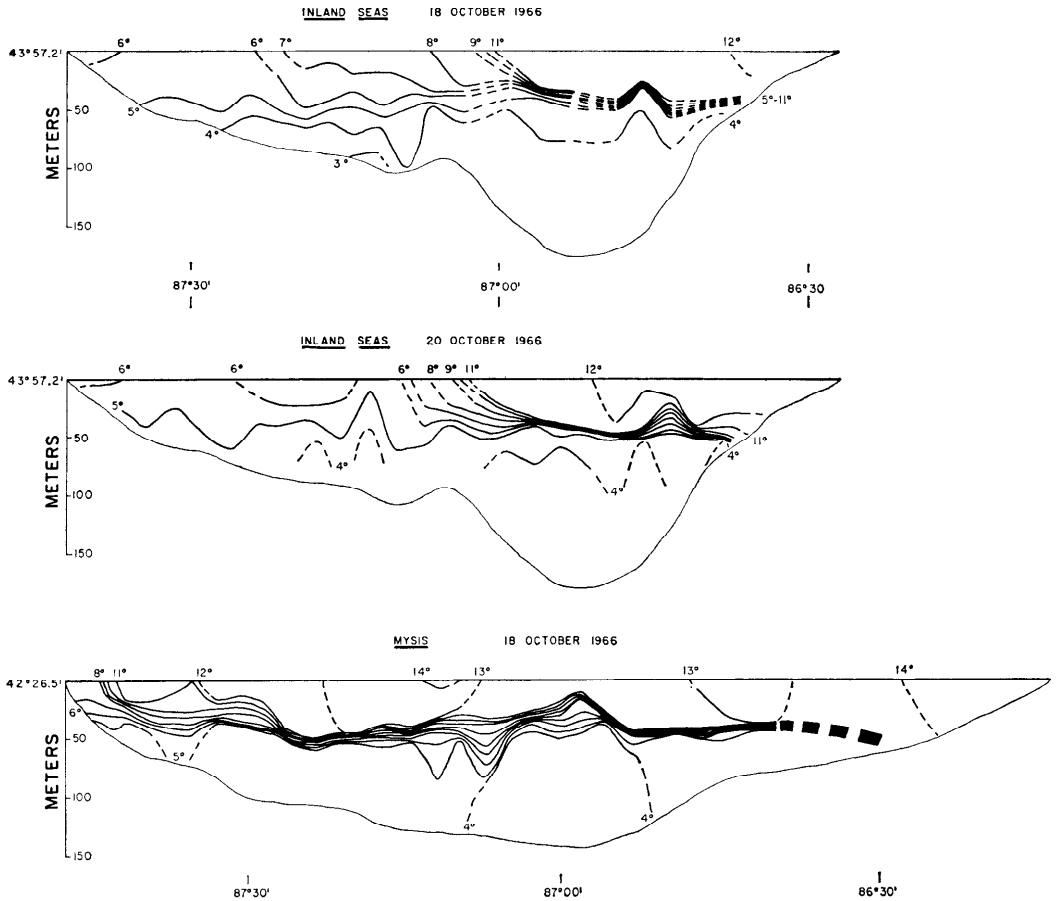 INLAND SEAS 18 OCTOBER 1966
6° 6° 7° 8° 9° 11° 12°
43°57.2'
5°
50
5°-11°
4°
4°
METERS
3°
100
150
87°30' 87°00' 86°30
INLAND SEAS 20 OCTOBER 1966
6° 6° 6° 8° 9° 11° 12°
43°57.2'
5°
50
11°
4°
4°
4°
METERS
100
150
MYSIS 18 OCTOBER 1966
8° 11° 12° 14° 13° 13° 14°
42°26.5'
6°
50
5°
METERS
100
4°
4°
150
87°30' 87°00' 86°30'